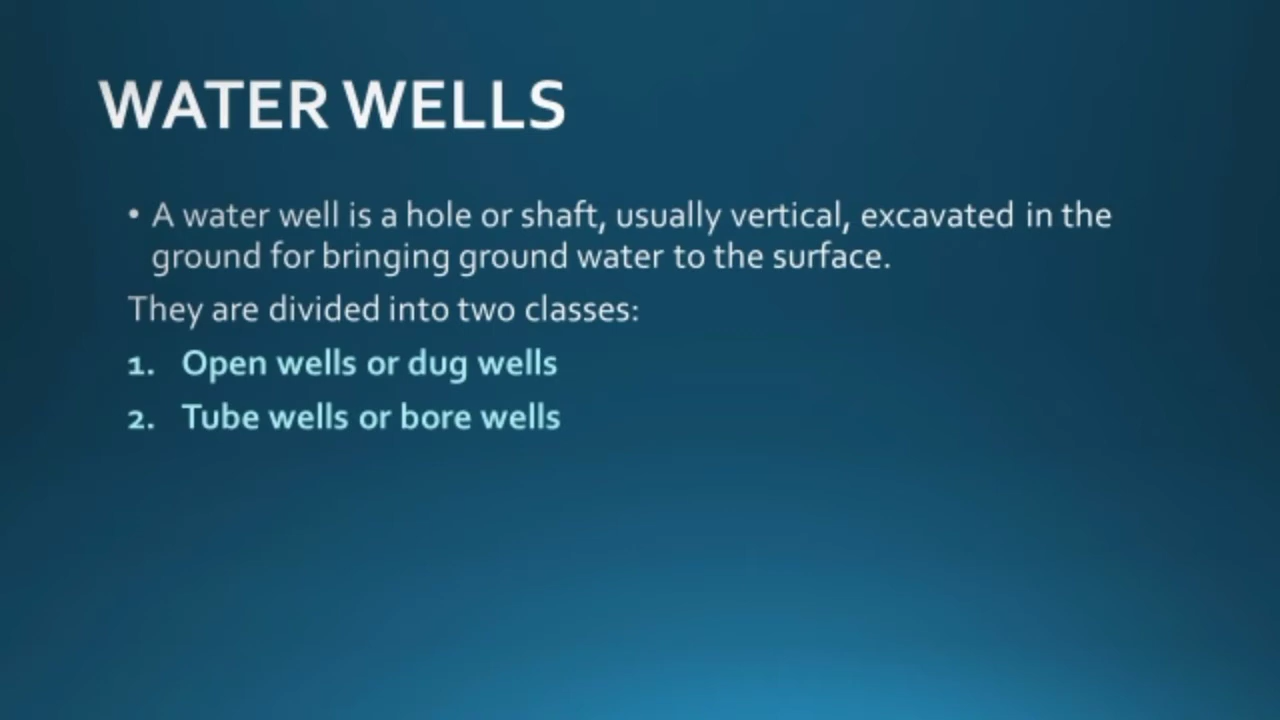 WATER WELLS
• A water well is a hole or shaft, usually vertical, excavated in the
ground for bringing ground water to the surface.
They are divided into two classes:
1. Open wells or dug wells
2. Tube wells or bore wells